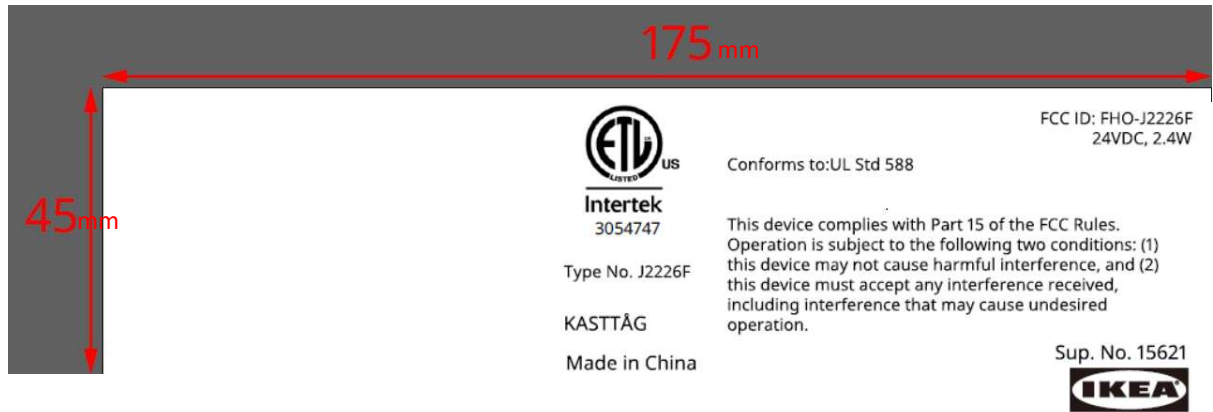 175 mm
45mm
ETL
US
LISTED
Intertek
3054747
Type No. J2226F
KASTTÅG
Made in China
FCC ID: FHO-J2226F
24VDC, 2.4W
Conforms to:UL Std 588
This device complies with Part 15 of the FCC Rules.
Operation is subject to the following two conditions: (1)
this device may not cause harmful interference, and (2)
this device must accept any interference received,
including interference that may cause undesired
operation.
Sup. No. 15621
IKEA